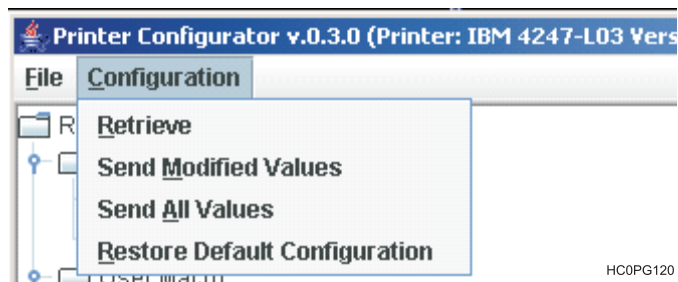 Printer Configurator v.0.3.0 (Printer: IBM 4247-L03 Vers
File Configuration
R
Retrieve
Send Modified Values
Send All Values
Restore Default Configuration
HC0PG120